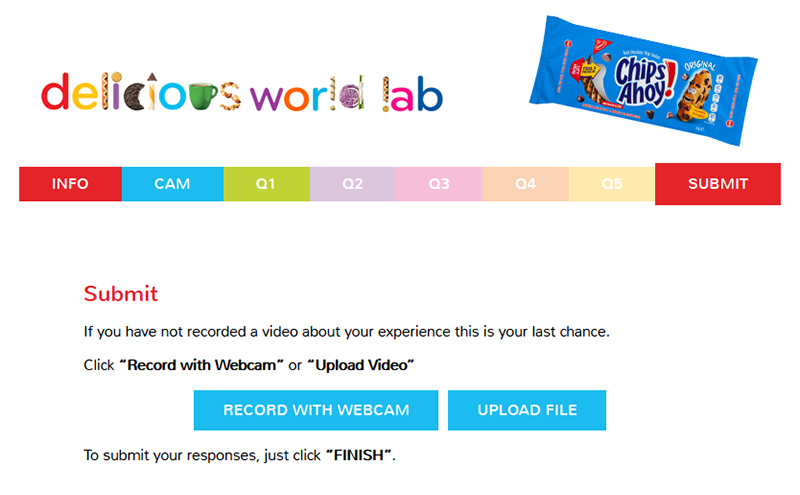 delicious world lab
Chips
Ahoy!
ORIGINAL
INFO CAM Q1 Q2 Q3 Q4 Q5 SUBMIT
Submit
If you have not recorded a video about your experience this is your last chance.
Click “Record with Webcam” or “Upload Video”
RECORD WITH WEBCAM UPLOAD FILE
To submit your responses, just click “FINISH”.